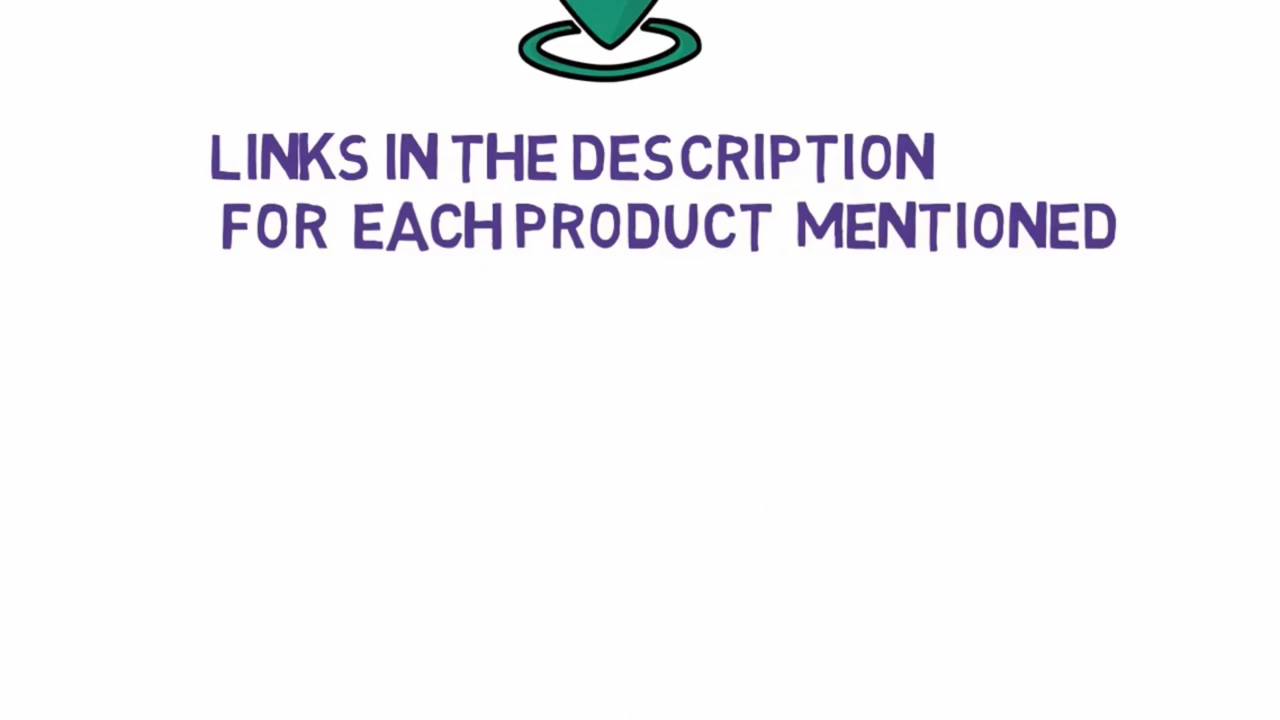 LINKS IN THE DESCRIPTION
FOR EACH PRODUCT MENTIONED